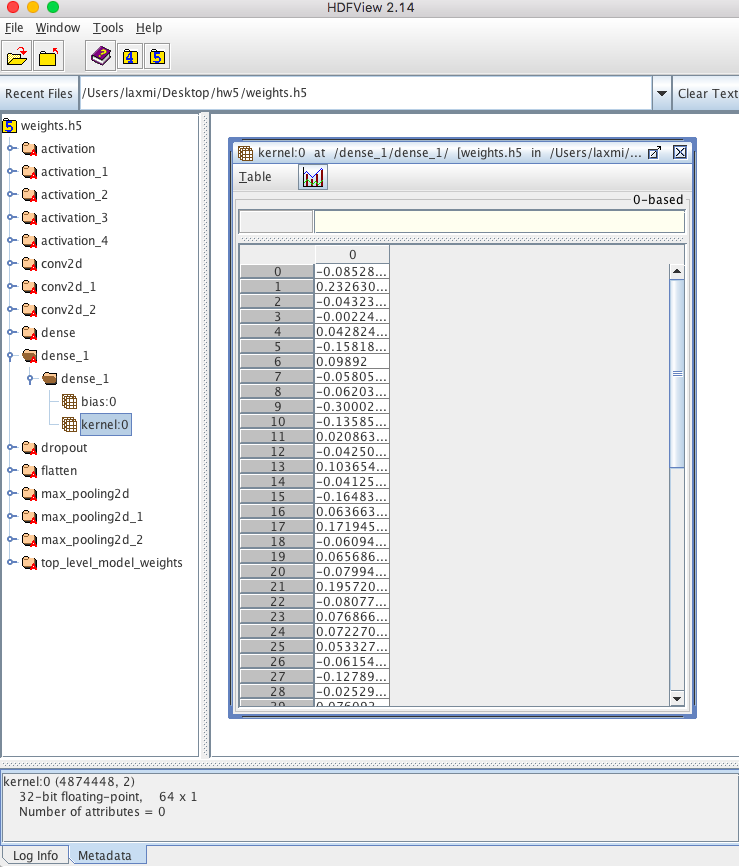 HDFView 2.14
File Window Tools Help
4 5
Recent Files /Users/laxmi/Desktop/hw5/weights.h5 Clear Text
5 weights.h5
activation
activation_1
activation_2
activation_3
activation_4
conv2d
conv2d_1
conv2d_2
dense
dense_1
dense_1
bias:0
kernel:0
dropout
flatten
max_pooling2d
max_pooling2d_1
max_pooling2d_2
top_level_model_weights
kernel:0 at /dense_1/dense_1/ [weights.h5 in /Users/laxmi/...
Table
0-based
0
0 -0.08528...
1 0.232630...
2 -0.04323...
3 -0.00224...
4 0.042824...
5 -0.15818...
6 0.09892
7 -0.05805...
8 -0.06203...
9 -0.30002...
10 -0.13585...
11 0.020863...
12 -0.04250...
13 0.103654...
14 -0.04125...
15 -0.16483...
16 0.063663...
17 0.171945...
18 -0.06094...
19 0.065686...
20 -0.07994...
21 0.195720...
22 -0.08077...
23 0.076866...
24 0.072270...
25 0.053327...
26 -0.06154...
27 -0.12789...
28 -0.02529...
29 0.076092...
kernel:0 (4874448, 2)
32-bit floating-point, 64 x 1
Number of attributes = 0
Log Info Metadata